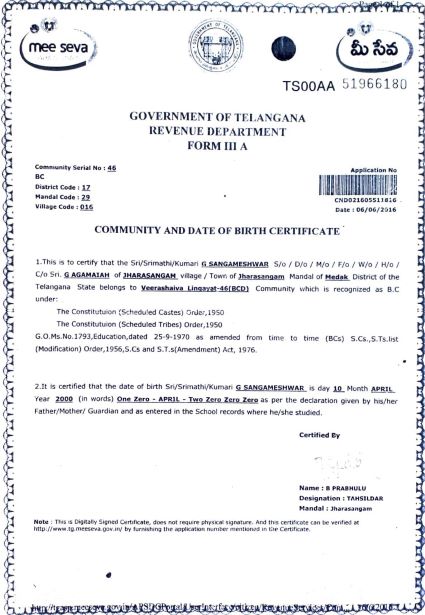 Page 1 of 1
mee seva
మీ సేవ
GOVERNMENT OF TELANGANA
TS00AA 51966180
GOVERNMENT OF TELANGANA
REVENUE DEPARTMENT
FORM III A
Community Serial No : 46
BC
District Code : 17
Mandal Code : 29
Village Code : 016
Application No
CND021605511816
Date : 06/06/2016
COMMUNITY AND DATE OF BIRTH CERTIFICATE
1.This is to certify that the Sri/Srimathi/Kumari G SANGAMESHWAR S/o / D/o / M/o / F/o / W/o / H/o /
C/o Sri. G AGAMAIAH of JHARASANGAM village / Town of Jharasangam Mandal of Medak District of the
Telangana State belongs to Veerashaiva Lingayat-46(BCD) Community which is recognized as B.C
under:
The Constitutuion (Scheduled Castes) Order,1950
The Constitutuion (Scheduled Tribes) Order,1950
G.O.Ms.No.1793,Education,dated 25-9-1970 as amended from time to time (BCs) S.Cs.,S.Ts.list
(Modification) Order,1956,S.Cs and S.T.s(Amendment) Act, 1976.
2.It is certified that the date of birth Sri/Srimathi/Kumari G SANGAMESHWAR is day 10 Month APRIL
Year 2000 (in words) One Zero - APRIL - Two Zero Zero Zero as per the declaration given by his/her
Father/Mother/ Guardian and as entered in the School records where he/she studied.
Certified By
Name : B PRABHULU
Designation : TAHSILDAR
Mandal : Jharasangam
Note : This is Digitally Signed Certificate, does not require physical signature. And this certificate can be verified at
http://www.tg.meeseva.gov.in/ by furnishing the application number mentioned in the Certificate.